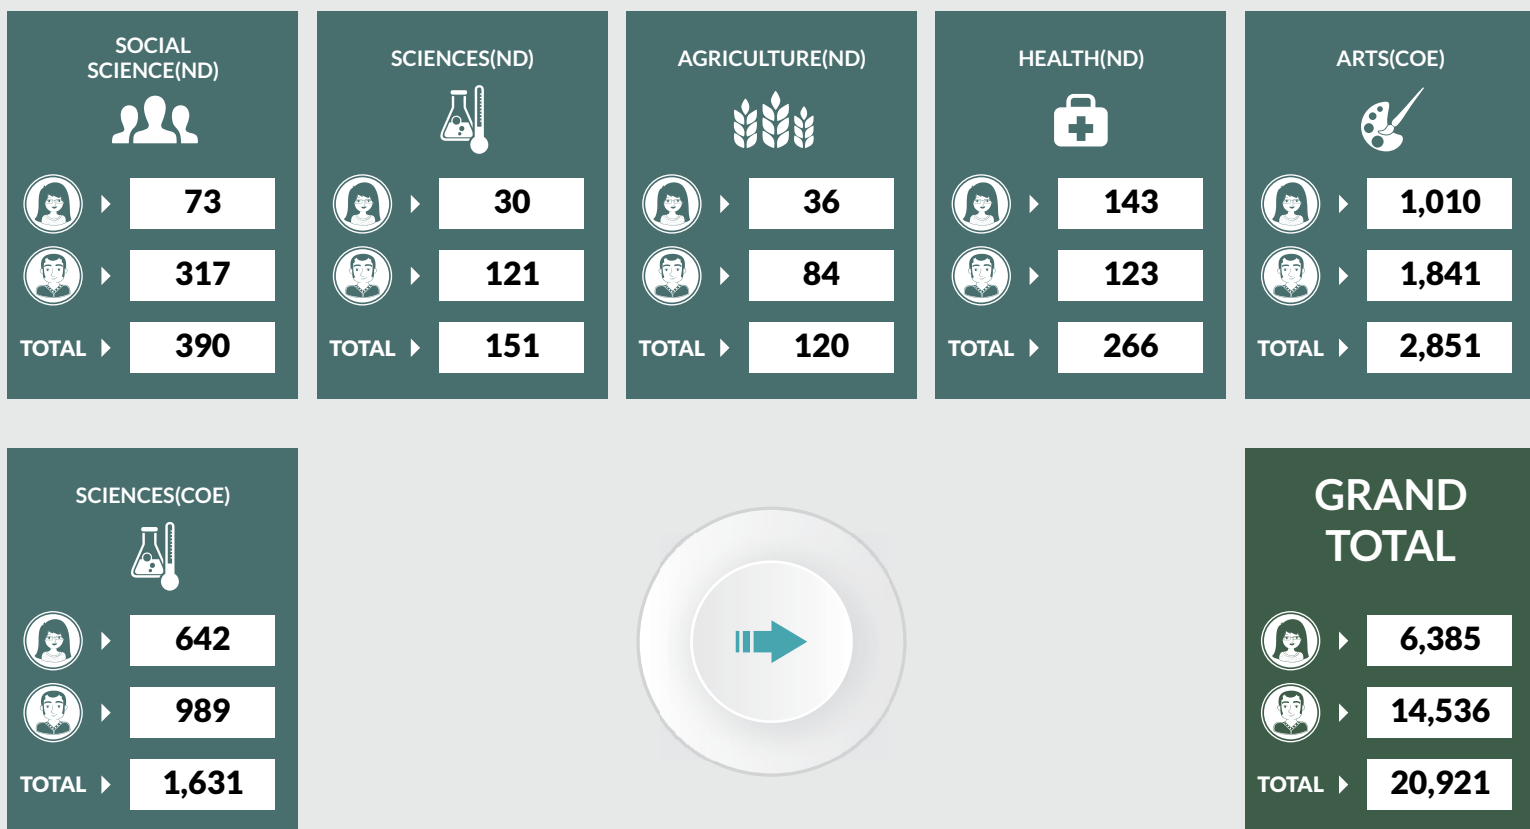 SOCIAL
SCIENCE(ND)
73
317
TOTAL 390
SCIENCES(ND)
30
121
TOTAL 151
AGRICULTURE(ND)
36
84
TOTAL 120
HEALTH(ND)
143
123
TOTAL 266
ARTS(COE)
1,010
1,841
TOTAL 2,851
SCIENCES(COE)
642
989
TOTAL 1,631
GRAND
TOTAL
6,385
14,536
TOTAL 20,921